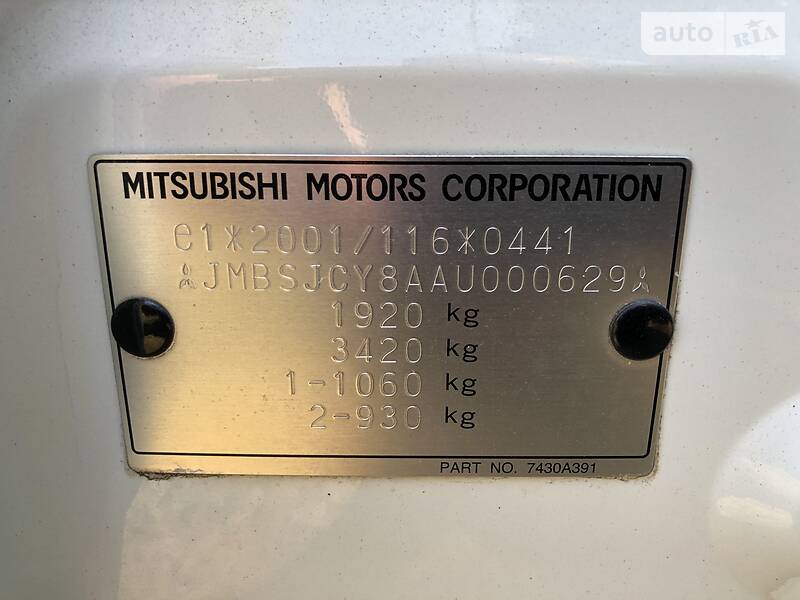 auto RIA
MITSUBISHI MOTORS CORPORATION
e1*2001/116*0441
JMBSJCY8AAU000629
1920 kg
3420 kg
1-1060 kg
2-930 kg
PART NO. 7430A391